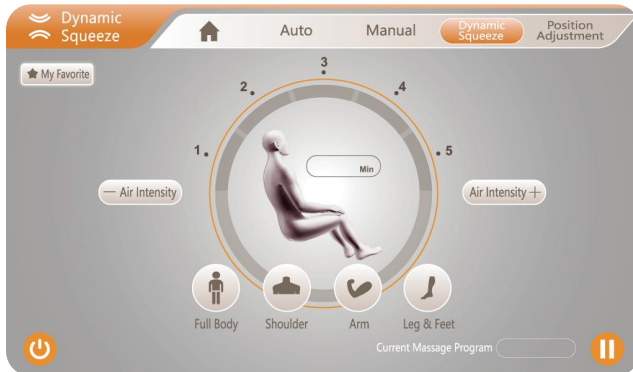 Dynamic
Squeeze
Auto
Manual
Dynamic
Squeeze
Position
Adjustment
My Favorite
1
2
3
4
5
Min
— Air Intensity
Air Intensity +
Full Body
Shoulder
Arm
Leg & Feet
Current Massage Program